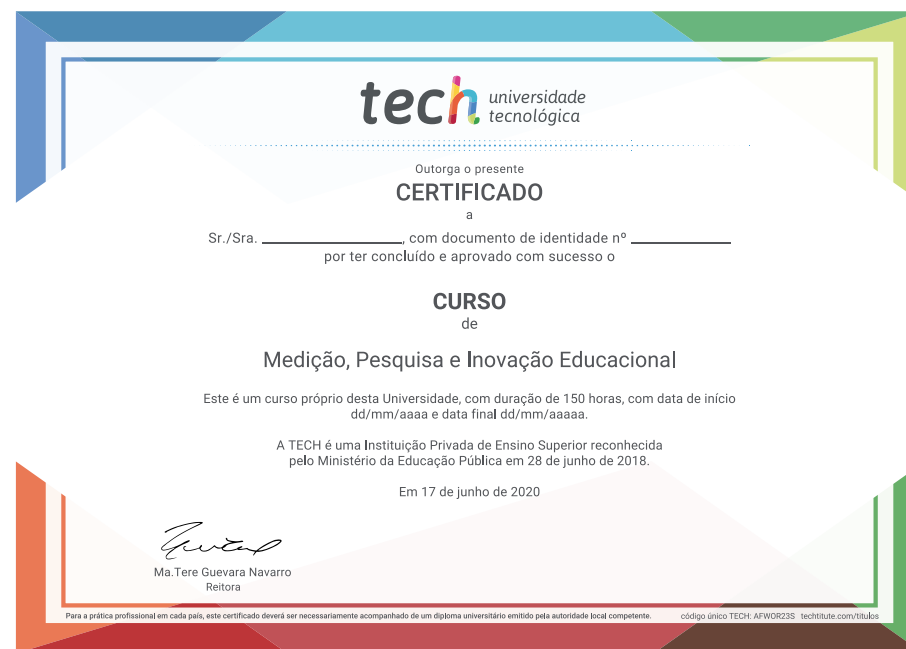 tech universidade
tecnológica
Outorga o presente
CERTIFICADO
a
Sr./Sra. ____________________, com documento de identidade nº ______________
por ter concluído e aprovado com sucesso o
CURSO
de
Medição, Pesquisa e Inovação Educacional
Este é um curso próprio desta Universidade, com duração de 150 horas, com data de início
dd/mm/aaaa e data final dd/mm/aaaaa.
A TECH é uma Instituição Privada de Ensino Superior reconhecida
pelo Ministério da Educação Pública em 28 de junho de 2018.
Em 17 de junho de 2020
Ma.Tere Guevara Navarro
Reitora
Para a prática profissional em cada país, este certificado deverá ser necessariamente acompanhado de um diploma universitário emitido pela autoridade local competente. código único TECH: AFWOR23S techtitute.com/titulos